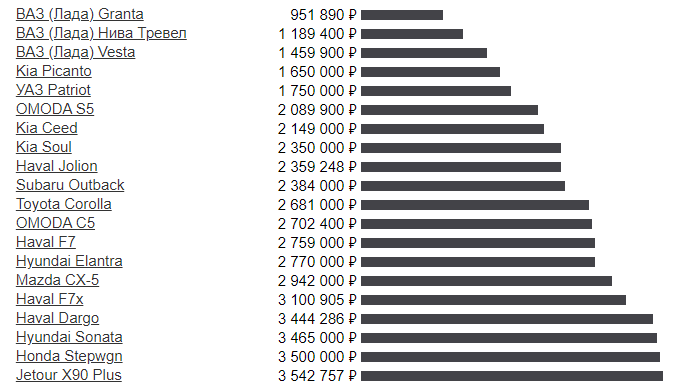 ВАЗ (Лада) Granta 951 890 ₽
ВАЗ (Лада) Нива Тревел 1 189 400 ₽
ВАЗ (Лада) Vesta 1 459 900 ₽
Kia Picanto 1 650 000 ₽
УАЗ Patriot 1 750 000 ₽
OMODA S5 2 089 900 ₽
Kia Ceed 2 149 000 ₽
Kia Soul 2 350 000 ₽
Haval Jolion 2 359 248 ₽
Subaru Outback 2 384 000 ₽
Toyota Corolla 2 681 000 ₽
OMODA C5 2 702 400 ₽
Haval F7 2 759 000 ₽
Hyundai Elantra 2 770 000 ₽
Mazda CX-5 2 942 000 ₽
Haval F7x 3 100 905 ₽
Haval Dargo 3 444 286 ₽
Hyundai Sonata 3 465 000 ₽
Honda Stepwgn 3 500 000 ₽
Jetour X90 Plus 3 542 757 ₽